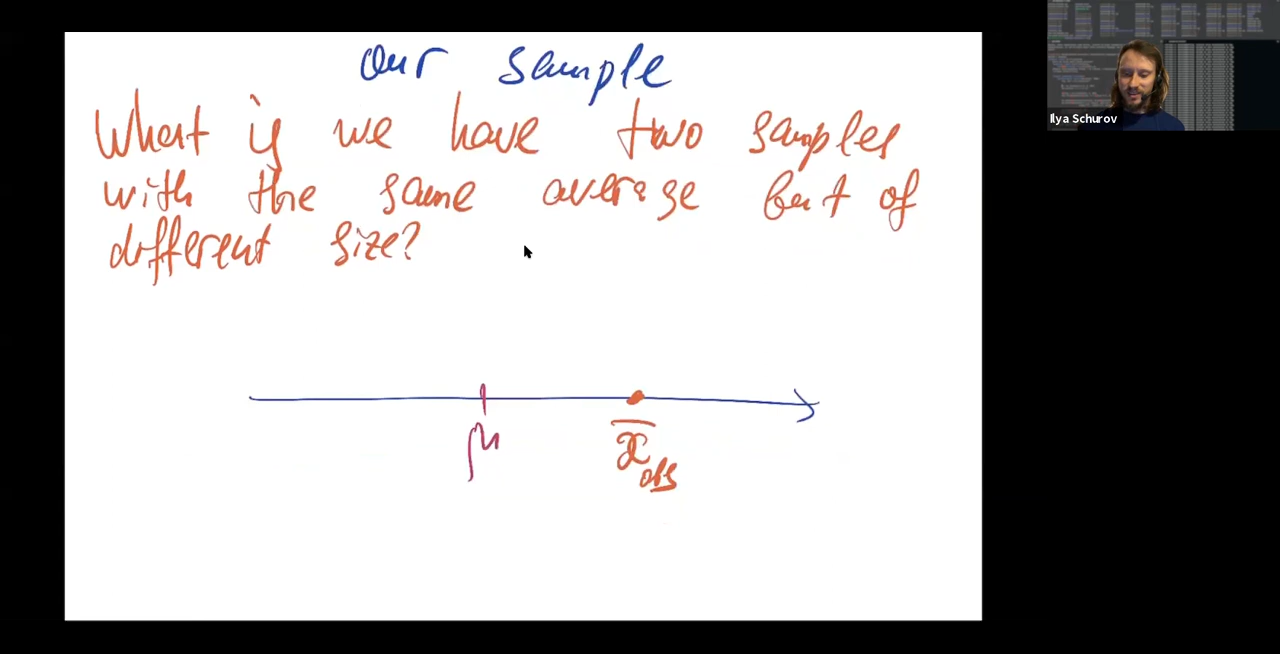 Our sample
What if we have two samples
with the same average but of
different size?
μ
x̄ obs
Ilya Schurov